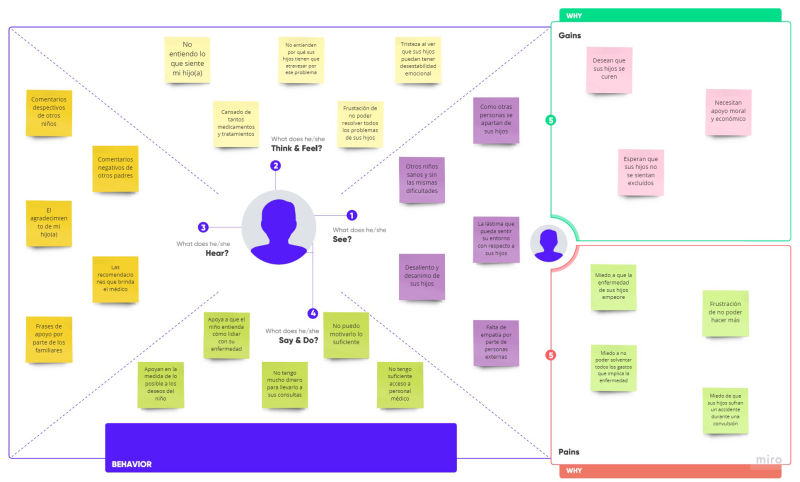 WHY
Gains
Desean que
sus hijos se
curen
Necesitan
apoyo moral
y económico
Esperan que
sus hijos no
se sientan
excluídos
5
No
entiendo lo
que siente
mi hijo(a)
No entiendan
por qué sus
hijos tienen que
atravesar por
ese problema
Tristeza al ver
que sus hijos
puedan tener
desestabilidad
emocional
Cansado de
tantos
medicamentos
y tratamientos
Frustación de
no poder
resolver todos
los problemas
de sus hijos
What does he/she
Think & Feel?
2
Comentarios
despectivos
de otros
niños
Comentarios
negativos de
otros padres
El
agradecimie
nto de mi
hijo(a)
Las
recomendacio
nes que brinda
el médico
Frases de
apoyo por
parte de los
familiares
3
What does he/she
Hear?
1
What does he/she
See?
Como otras
personas se
apartan de
sus hijos
Otros niños
sanos y sin
las mismas
dificultades
La lástima que
pueda sentir
su entorno
con respecto a
sus hijos
Desaliento y
decanimo de
sus hijos
Falta de
empatía por
parte de
personas
externas
4
What does he/she
Say & Do?
Apoya a que el
niño entienda
cómo lidiar
con su
enfermedad
No puedo
motivarlo lo
suficiente
Apoyan en la
medida de lo
posible a los
deseos del
niño
No tengo
mucho dinero
para llevarlo a
sus consultas
No tengo
suficiente
acceso a
personal
médico
BEHAVIOR
5
Miedo a que la
enfermedad
de sus hijos
empeore
Frustración
de no poder
hacer más
Miedo a no
poder solventar
todos los gastos
que implica la
enfermedad
Miedo de que
sus hijos sufran
un accidente
durante una
convulsión
Pains
miro
WHY